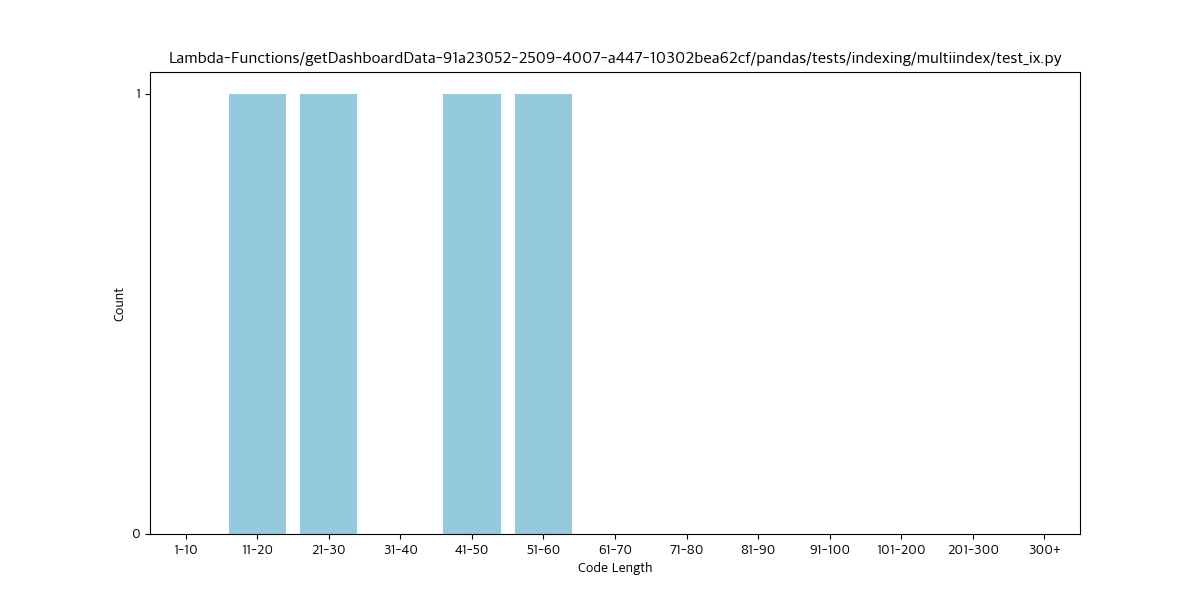 Lambda-Functions/getDashboardData-91a23052-2509-4007-a447-10302bea62cf/pandas/tests/indexing/multiindex/test_ix.py
1
Count
0
1-10 11-20 21-30 31-40 41-50 51-60 61-70 71-80 81-90 91-100 101-200 201-300 300+
Code Length